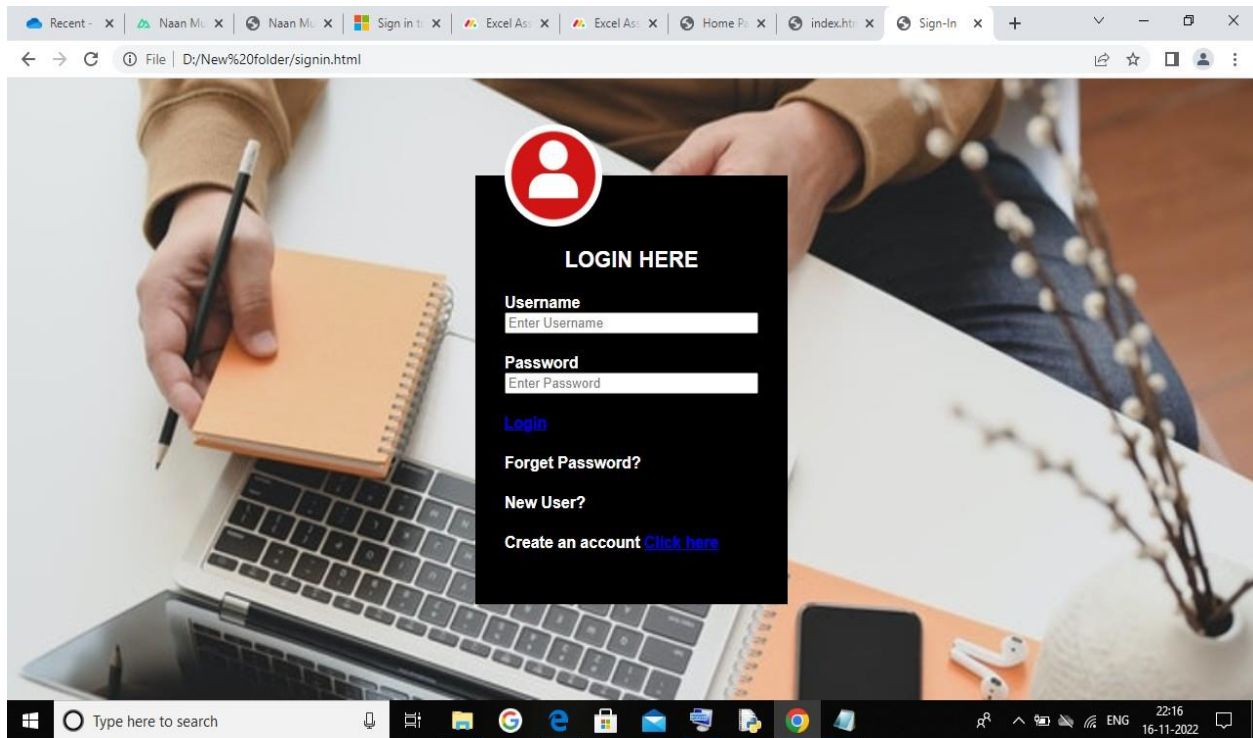 Recent - Naan Mu Naan Mu Sign in t Excel Ass Excel Ass Home Pa index.htm Sign-In
File D:/New%20folder/signin.html
LOGIN HERE
Username
Enter Username
Password
Enter Password
Login
Forget Password?
New User?
Create an account Click here
Type here to search
ENG
22:16
16-11-2022